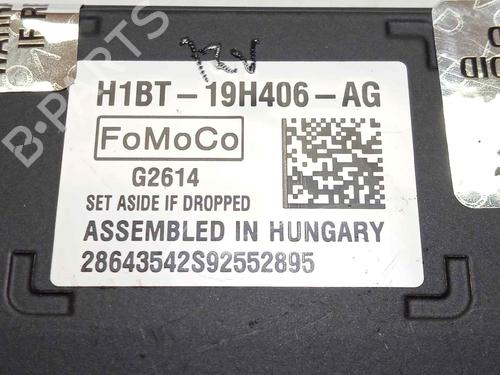 H1BT-19H406-AG
FoMoCo
G2614
SET ASIDE IF DROPPED
ASSEMBLED IN HUNGARY
28643542S92552895
B-PARTS